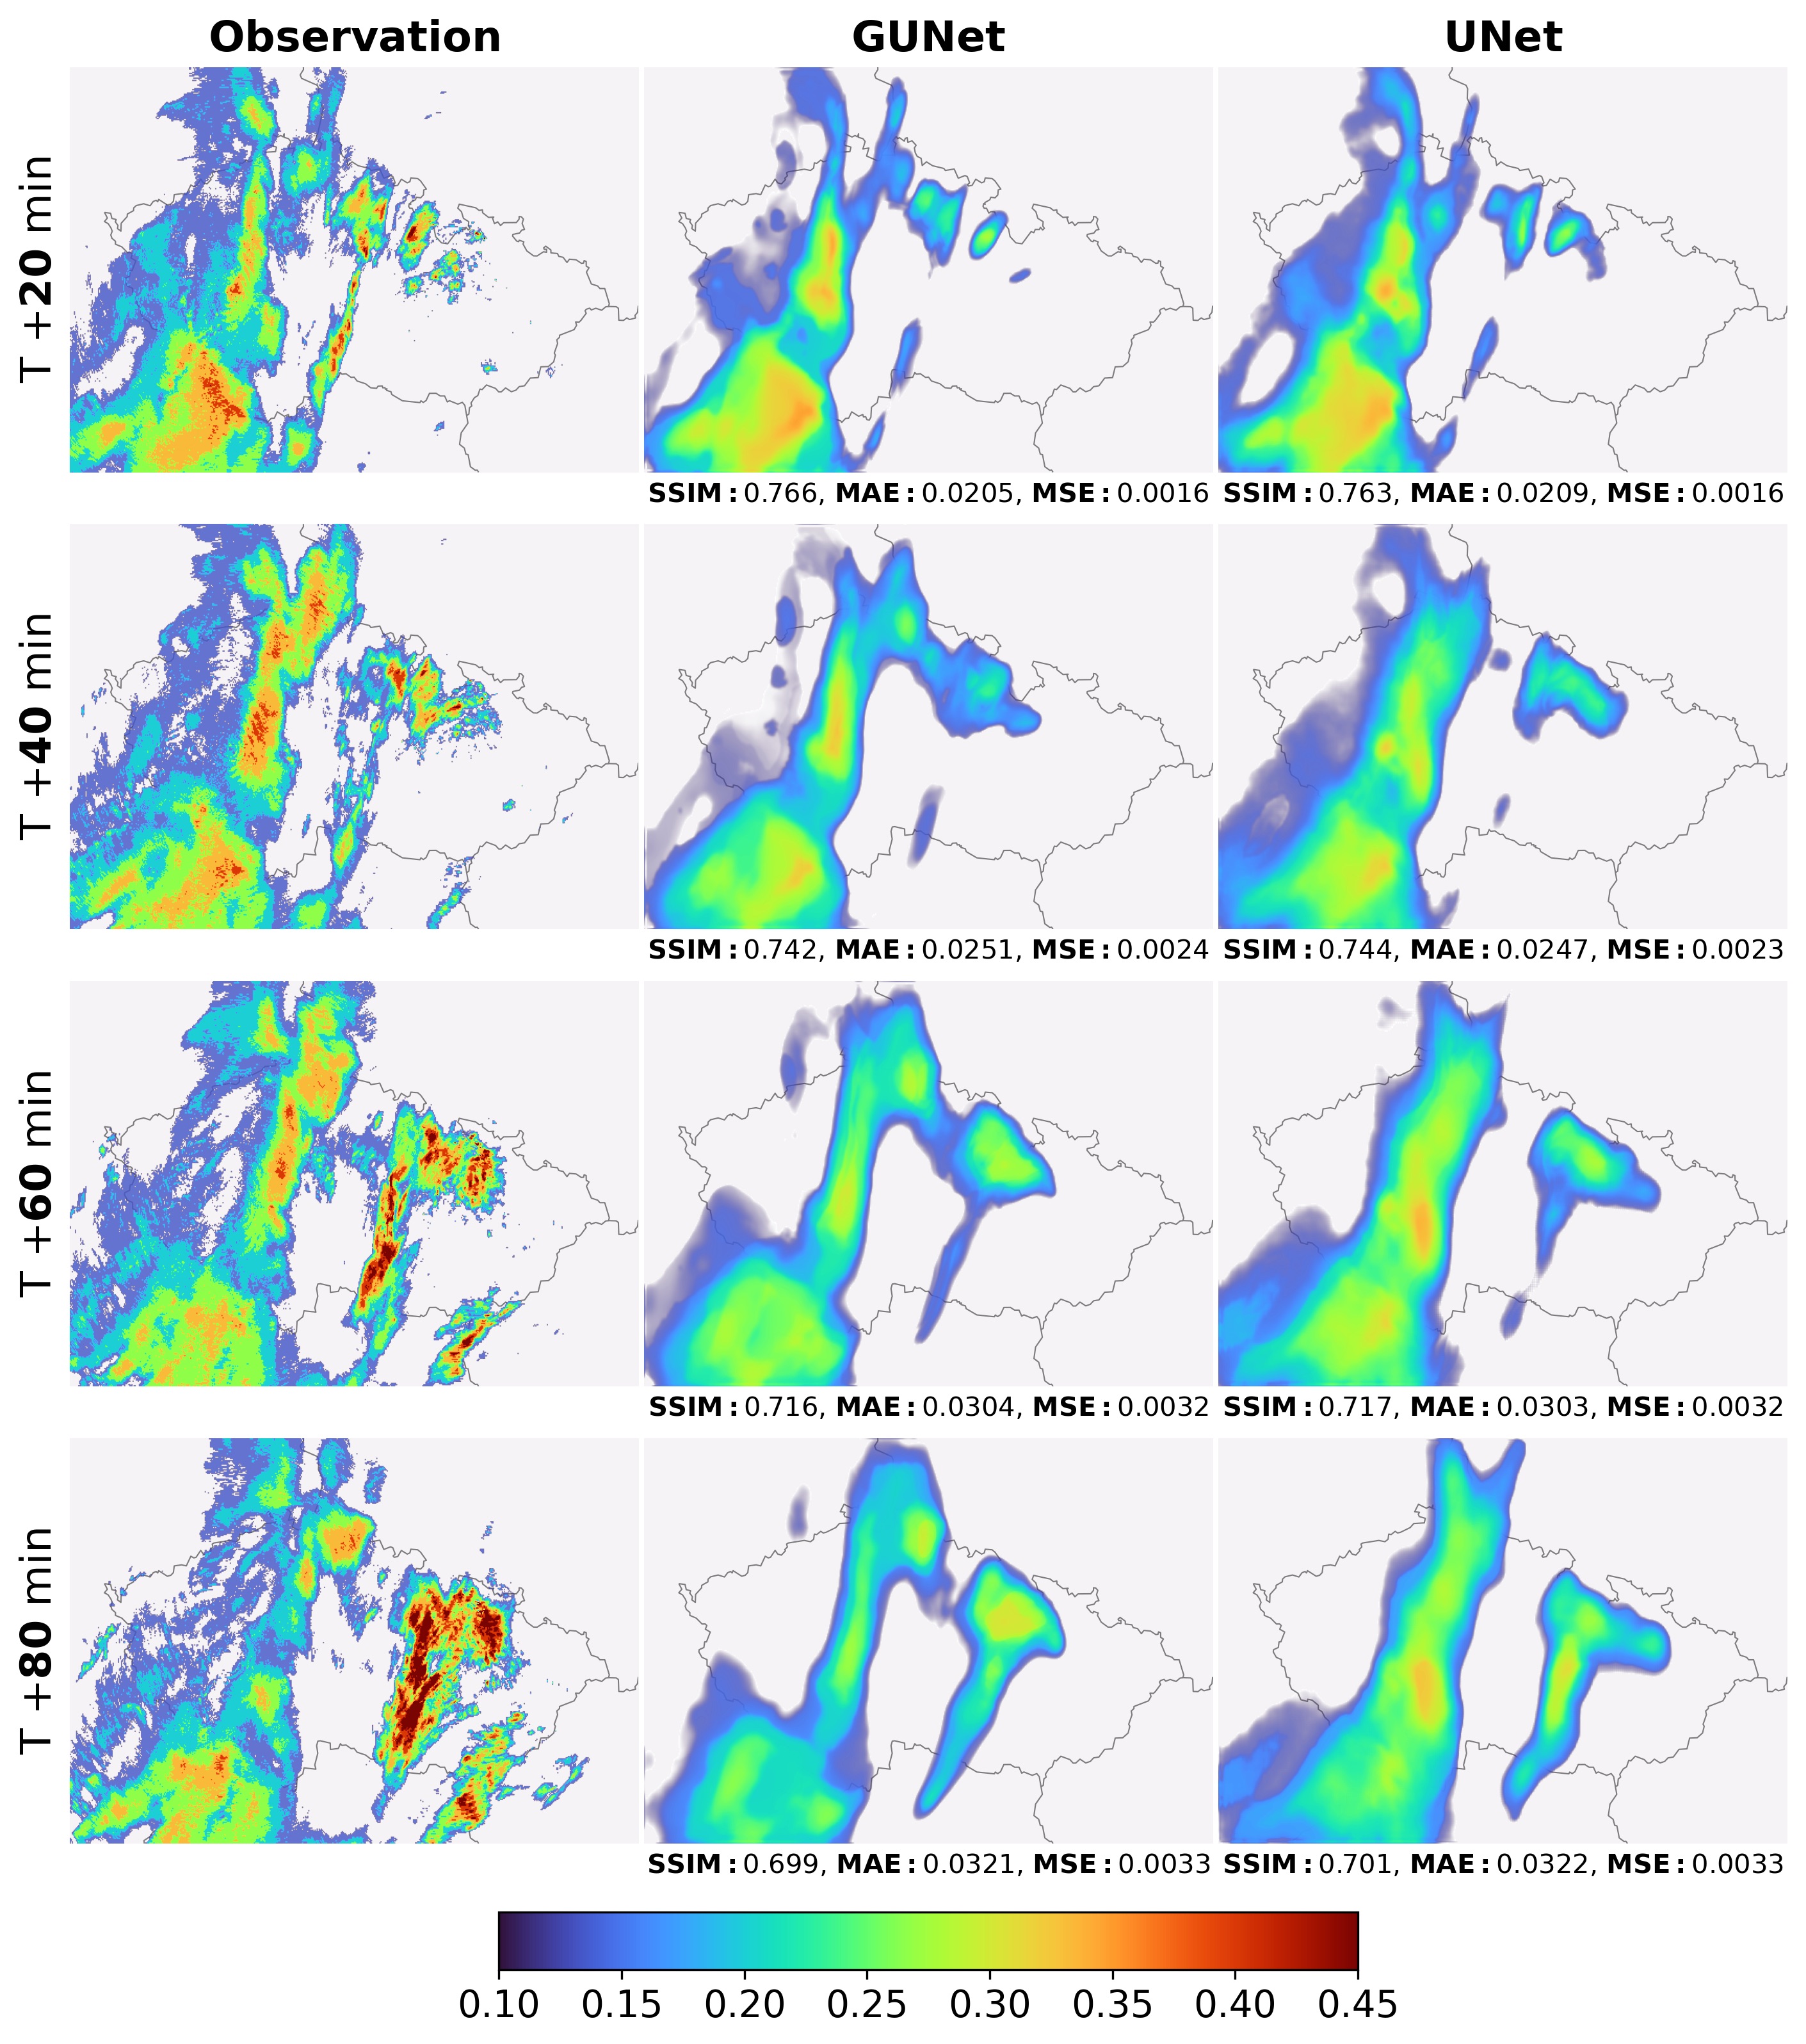 Observation GUNet UNet
T +20 min
SSIM: 0.766, MAE: 0.0205, MSE: 0.0016 SSIM: 0.763, MAE: 0.0209, MSE: 0.0016
T +40 min
SSIM: 0.742, MAE: 0.0251, MSE: 0.0024 SSIM: 0.744, MAE: 0.0247, MSE: 0.0023
T +60 min
SSIM: 0.716, MAE: 0.0304, MSE: 0.0032 SSIM: 0.717, MAE: 0.0303, MSE: 0.0032
T +80 min
SSIM: 0.699, MAE: 0.0321, MSE: 0.0033 SSIM: 0.701, MAE: 0.0322, MSE: 0.0033
0.10 0.15 0.20 0.25 0.30 0.35 0.40 0.45